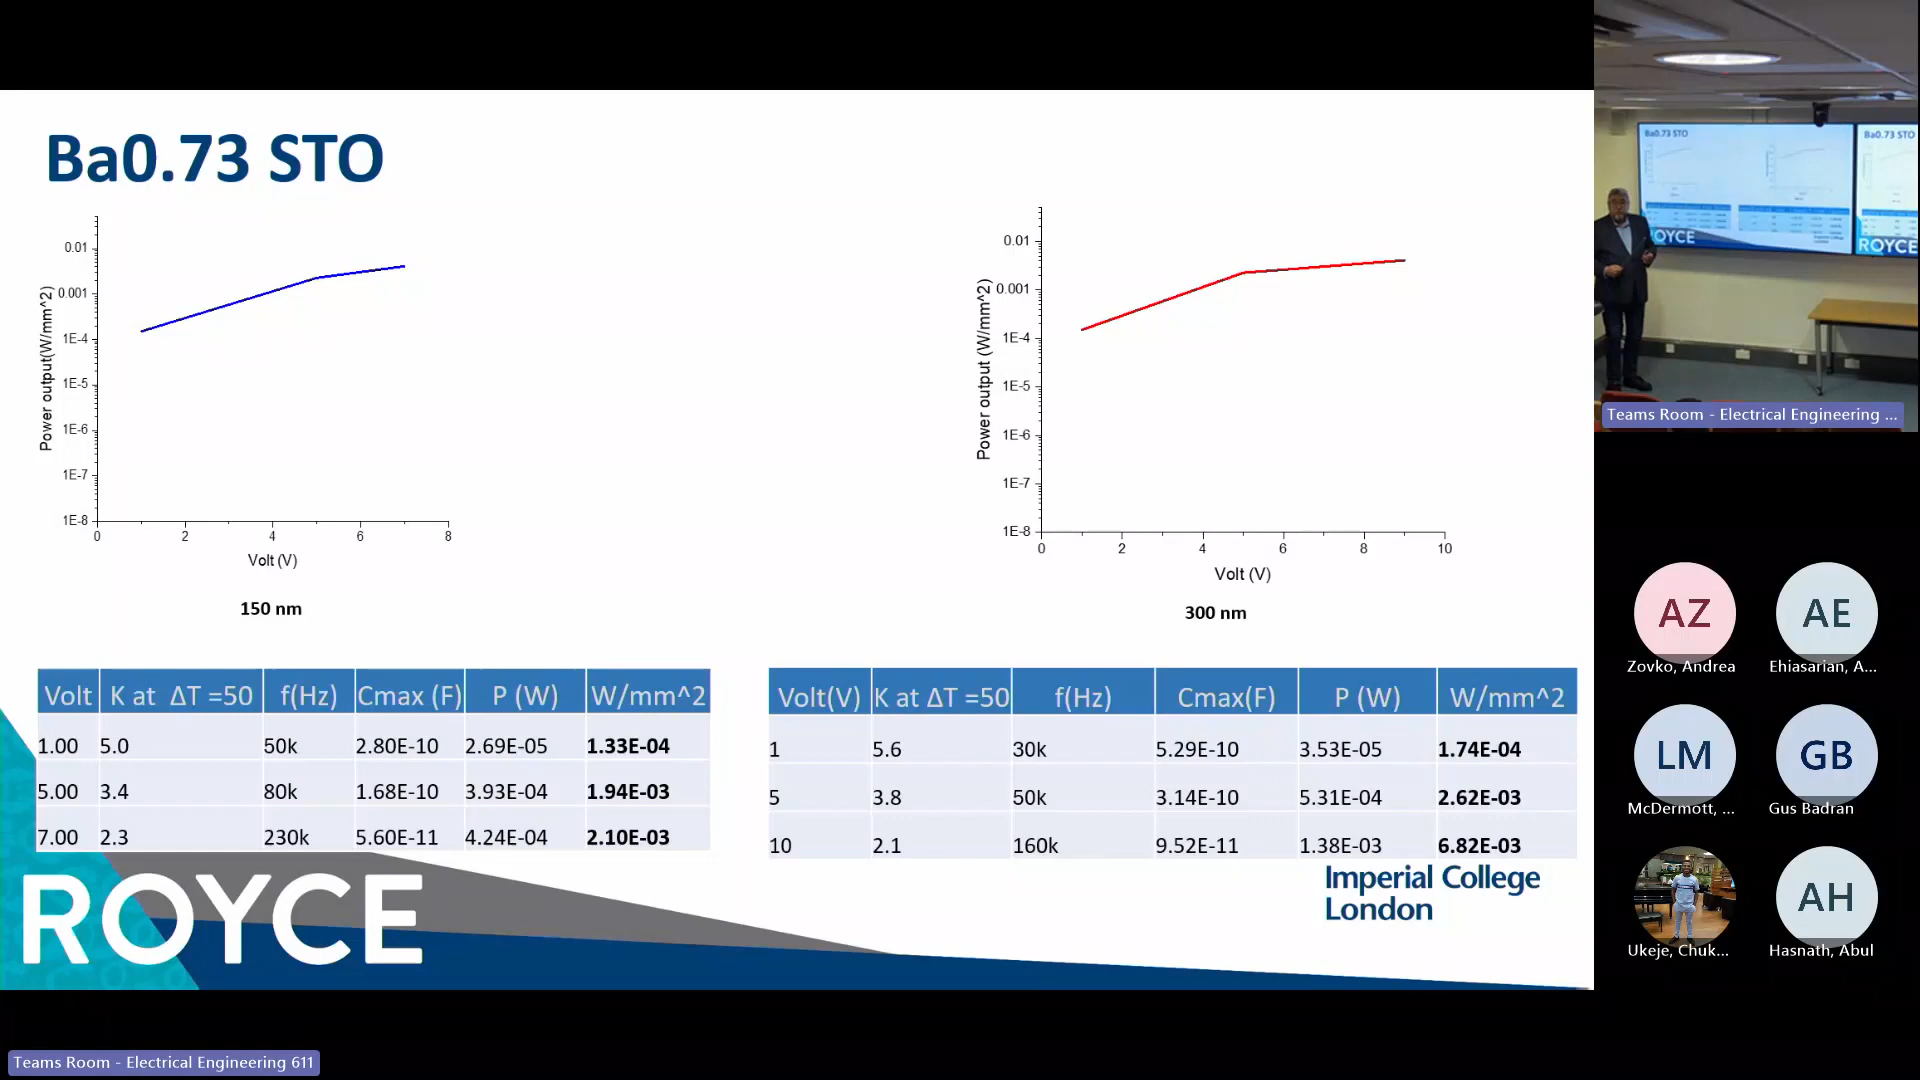 Ba0.73 STO
0.01
0.001
1E-4
1E-5
1E-6
1E-7
1E-8
Power output(W/mm^2)
0 2 4 6 8
Volt (V)
150 nm
0.01
0.001
1E-4
1E-5
1E-6
1E-7
1E-8
Power output (W/mm^2)
0 2 4 6 8 10
Volt (V)
300 nm
Volt K at ΔT =50 f(Hz) Cmax (F) P (W) W/mm^2
1.00 5.0 50k 2.80E-10 2.69E-05 1.33E-04
5.00 3.4 80k 1.68E-10 3.93E-04 1.94E-03
7.00 2.3 230k 5.60E-11 4.24E-04 2.10E-03
Volt(V) K at ΔT =50 f(Hz) Cmax(F) P (W) W/mm^2
1 5.6 30k 5.29E-10 3.53E-05 1.74E-04
5 3.8 50k 3.14E-10 5.31E-04 2.62E-03
10 2.1 160k 9.52E-11 1.38E-03 6.82E-03
ROYCE
Imperial College
London
Teams Room - Electrical Engineering 611
Ba0.73 STO
Ba0.73 STO
ROYCE
ROYCE
Teams Room - Electrical Engineering ...
AZ
Zovko, Andrea
AE
Ehiasarian, A...
LM
McDermott, ...
GB
Gus Badran
Ukeje, Chuk...
AH
Hasnath, Abul